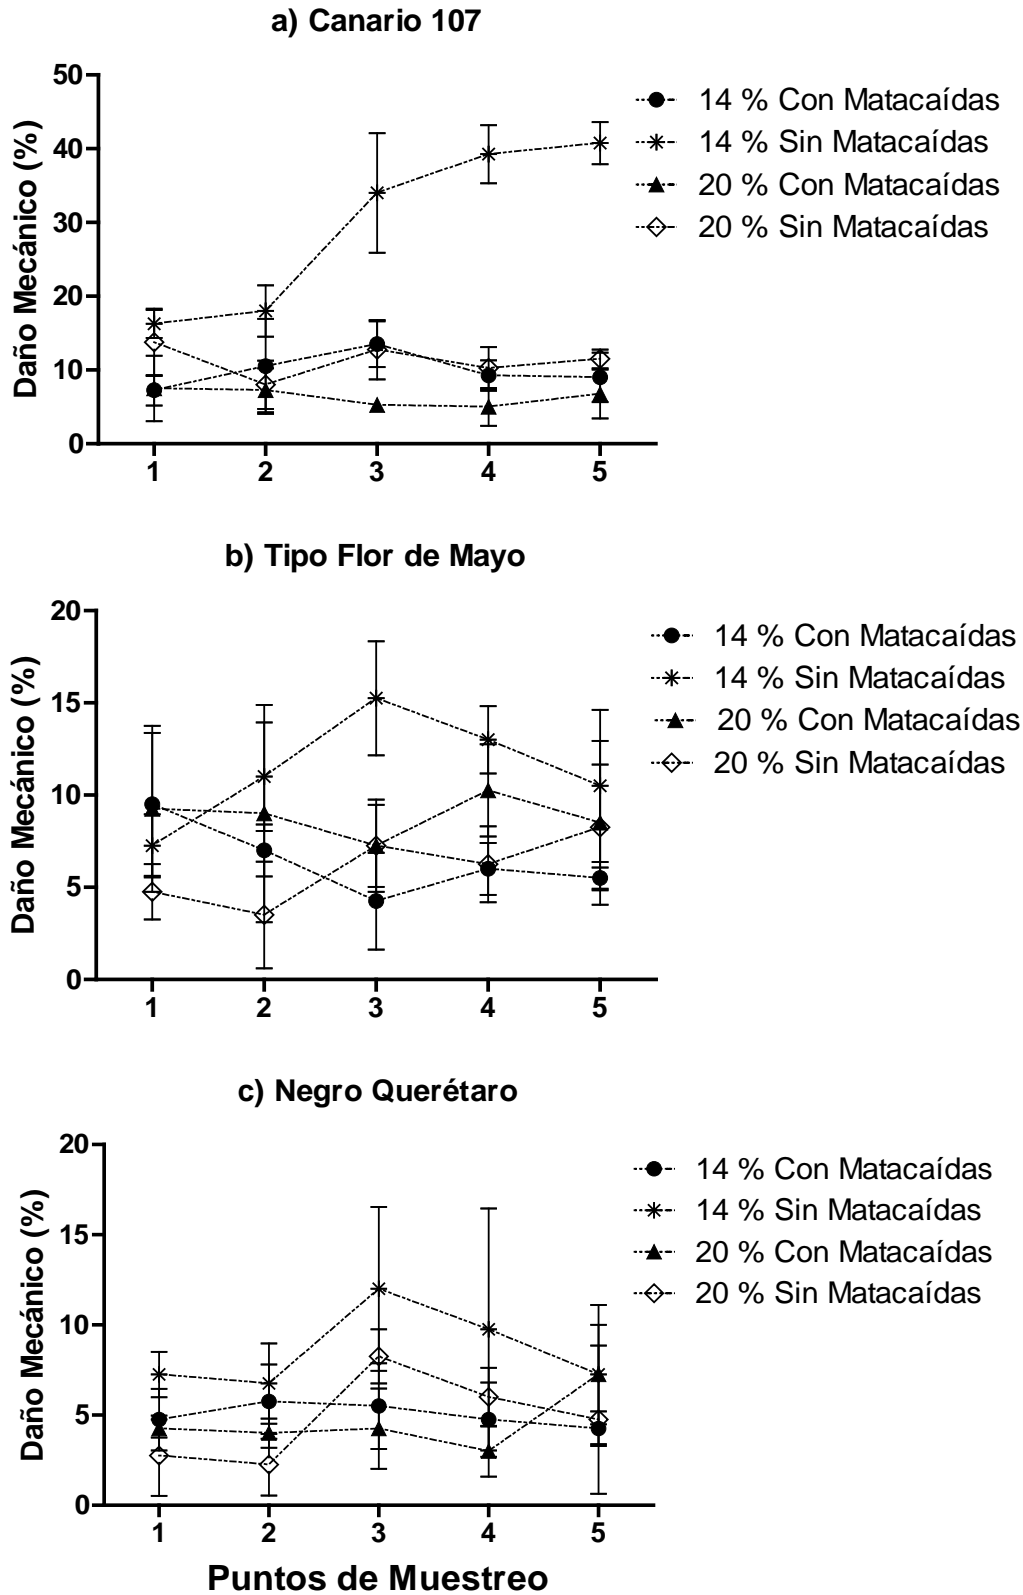 a) Canario 107
Daño Mecánico (%)
50
40
30
20
10
0
1 2 3 4 5
14 % Con Matacaídas
14 % Sin Matacaídas
20 % Con Matacaídas
20 % Sin Matacaídas
b) Tipo Flor de Mayo
Daño Mecánico (%)
20
15
10
5
0
1 2 3 4 5
14 % Con Matacaídas
14 % Sin Matacaídas
20 % Con Matacaídas
20 % Sin Matacaídas
c) Negro Querétaro
Daño Mecánico (%)
20
15
10
5
0
1 2 3 4 5
14 % Con Matacaídas
14 % Sin Matacaídas
20 % Con Matacaídas
20 % Sin Matacaídas
Puntos de Muestreo